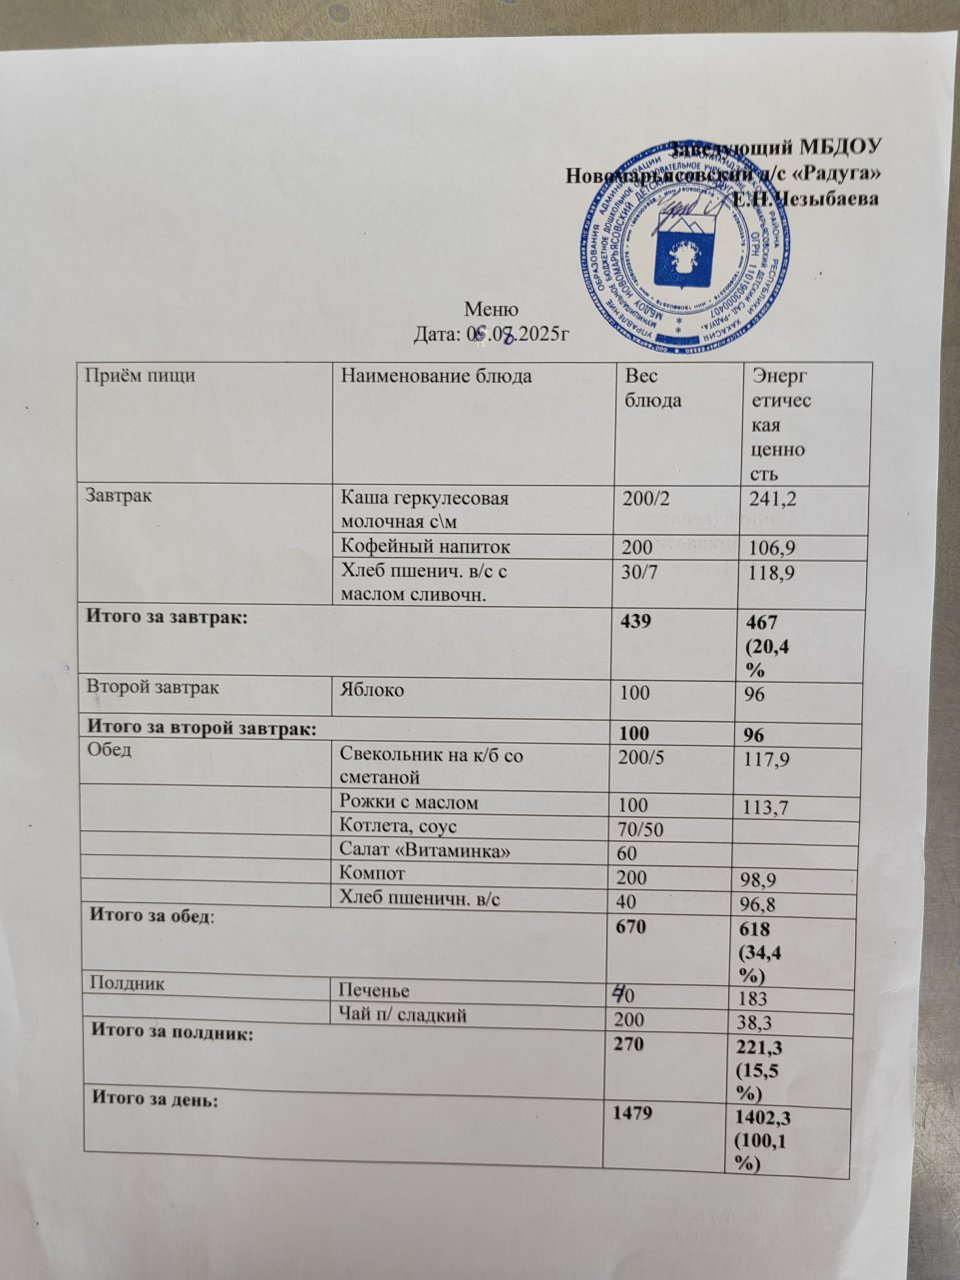 Заведующий МБДОУ
Новомарьясовский д/с «Радуга»
Е.Н.Чезыбаева
Меню
Дата: 06.08.2025г
Приём пищи Наименование блюда Вес блюда Энергетическая ценность
Завтрак Каша геркулесовая молочная с\м 200/2 241,2
Кофейный напиток 200 106,9
Хлеб пшенич. в/с с маслом сливочн. 30/7 118,9
Итого за завтрак: 439 467 (20,4 %
Второй завтрак Яблоко 100 96
Итого за второй завтрак: 100 96
Обед Свекольник на к/б со сметаной 200/5 117,9
Рожки с маслом 100 113,7
Котлета, соус 70/50
Салат «Витаминка» 60
Компот 200 98,9
Хлеб пшеничн. в/с 40 96,8
Итого за обед: 670 618 (34,4 %)
Полдник Печенье 40 183
Чай п/ сладкий 200 38,3
Итого за полдник: 270 221,3 (15,5 %)
Итого за день: 1479 1402,3 (100,1 %)